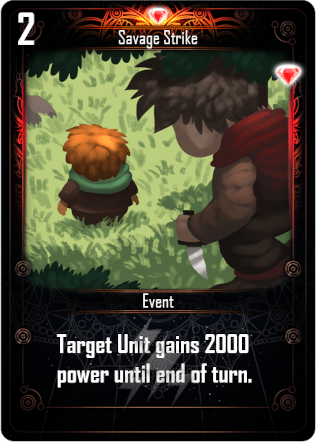 2
Savage Strike
Event
Target Unit gains 2000
power until end of turn.